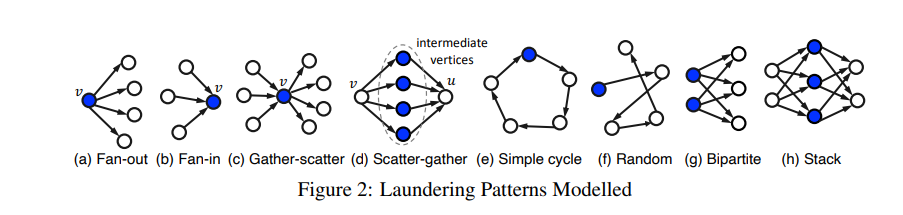 intermediate
vertices
v
v
v
v
u
(a) Fan-out (b) Fan-in (c) Gather-scatter (d) Scatter-gather (e) Simple cycle (f) Random (g) Bipartite (h) Stack
Figure 2: Laundering Patterns Modelled